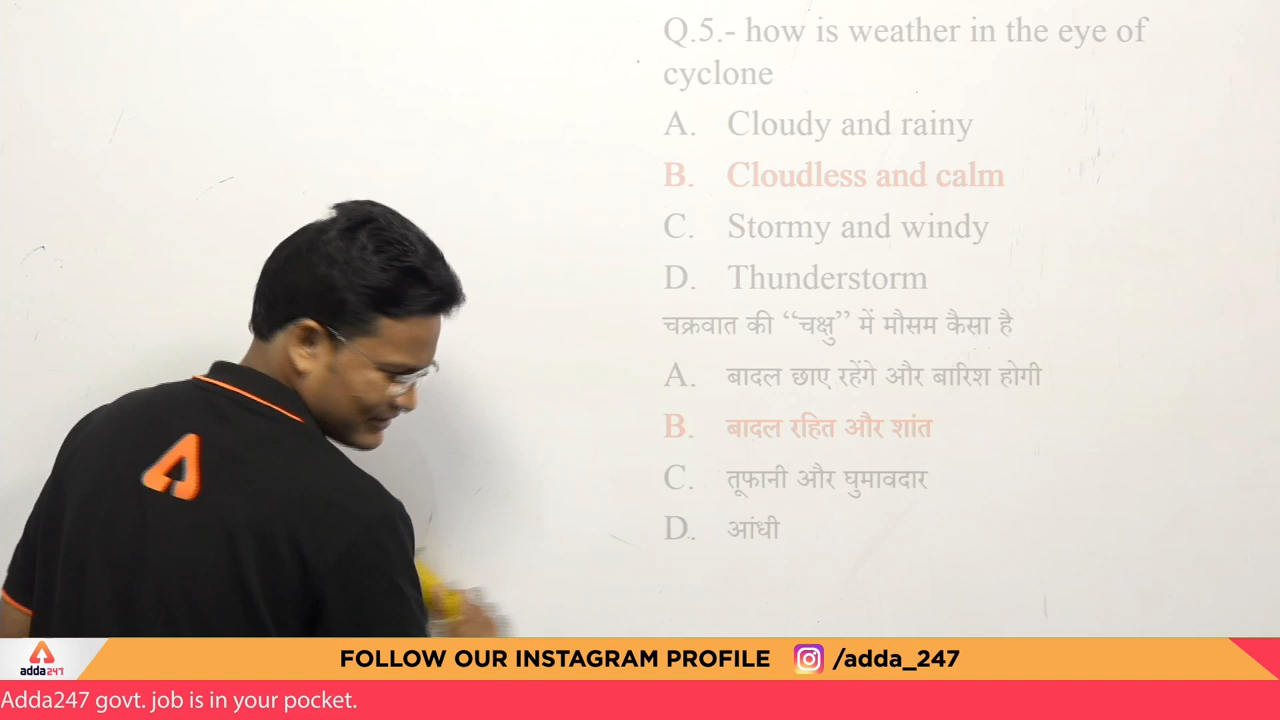 Q.5.- how is weather in the eye of
cyclone
A. Cloudy and rainy
B. Cloudless and calm
C. Stormy and windy
D. Thunderstorm
चक्रवात की “चक्षु” में मौसम कैसा है
A. बादल छाए रहेंगे और बारिश होगी
B. बादल रहित और शांत
C. तूफानी और घुमावदार
D. आंधी
adda247
FOLLOW OUR INSTAGRAM PROFILE /adda_247
Adda247 govt. job is in your pocket.